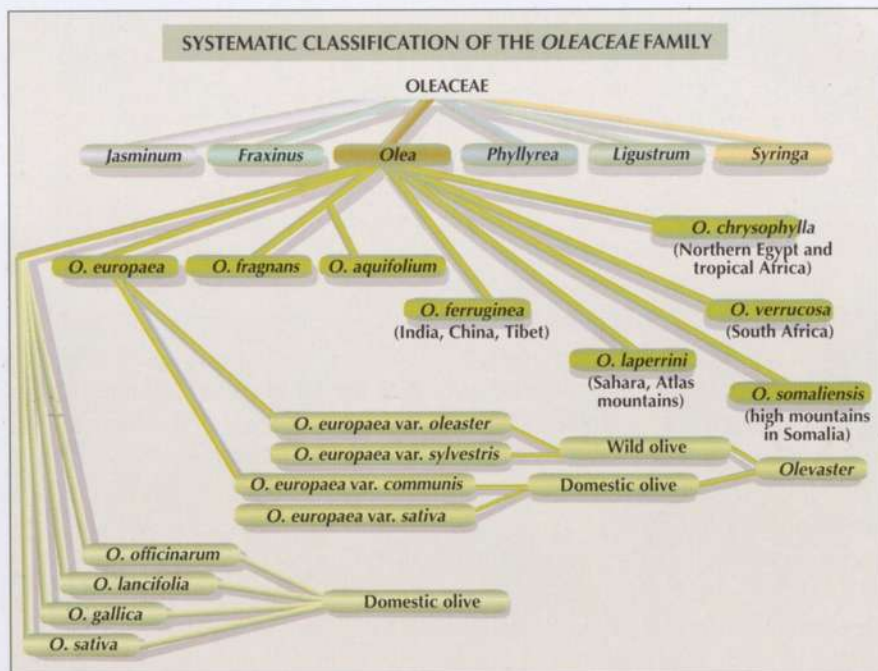 SYSTEMATIC CLASSIFICATION OF THE OLEACEAE FAMILY
OLEACEAE
Jasminum
Fraxinus
Olea
Phyllyrea
Ligustrum
Syringa
O. chrysophylla
(Northern Egypt and
tropical Africa)
O. europaea
O. fragnans
O. aquifolium
O. ferruginea
(India, China, Tibet)
O. verrucosa
(South Africa)
O. laperrini
(Sahara, Atlas
mountains)
O. somaliensis
(high mountains
in Somalia)
O. europaea var. oleaster
O. europaea var. sylvestris
Wild olive
Olevaster
O. europaea var. communis
Domestic olive
O. europaea var. sativa
O. officinarum
O. lancifolia
Domestic olive
O. gallica
O. sativa